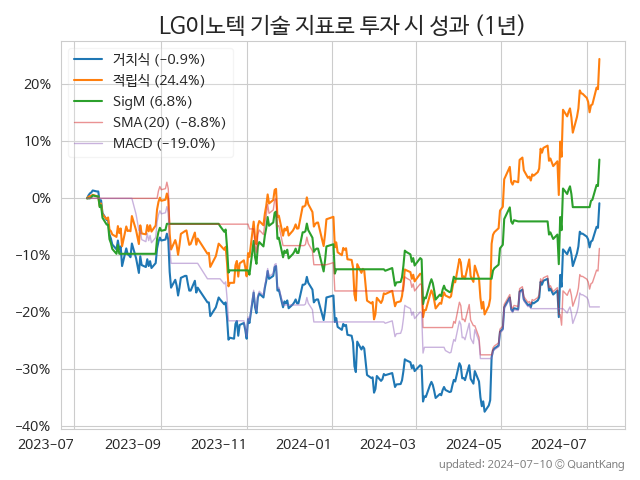 LG이노텍 기술 지표로 투자 시 성과 (1년)
거치식 (−0.9%)
적립식 (24.4%)
SigM (6.8%)
SMA(20) (−8.8%)
MACD (−19.0%)
20%
10%
0%
−10%
−20%
−30%
−40%
2023-07 2023-09 2023-11 2024-01 2024-03 2024-05 2024-07
updated: 2024-07-10 © QuantKang